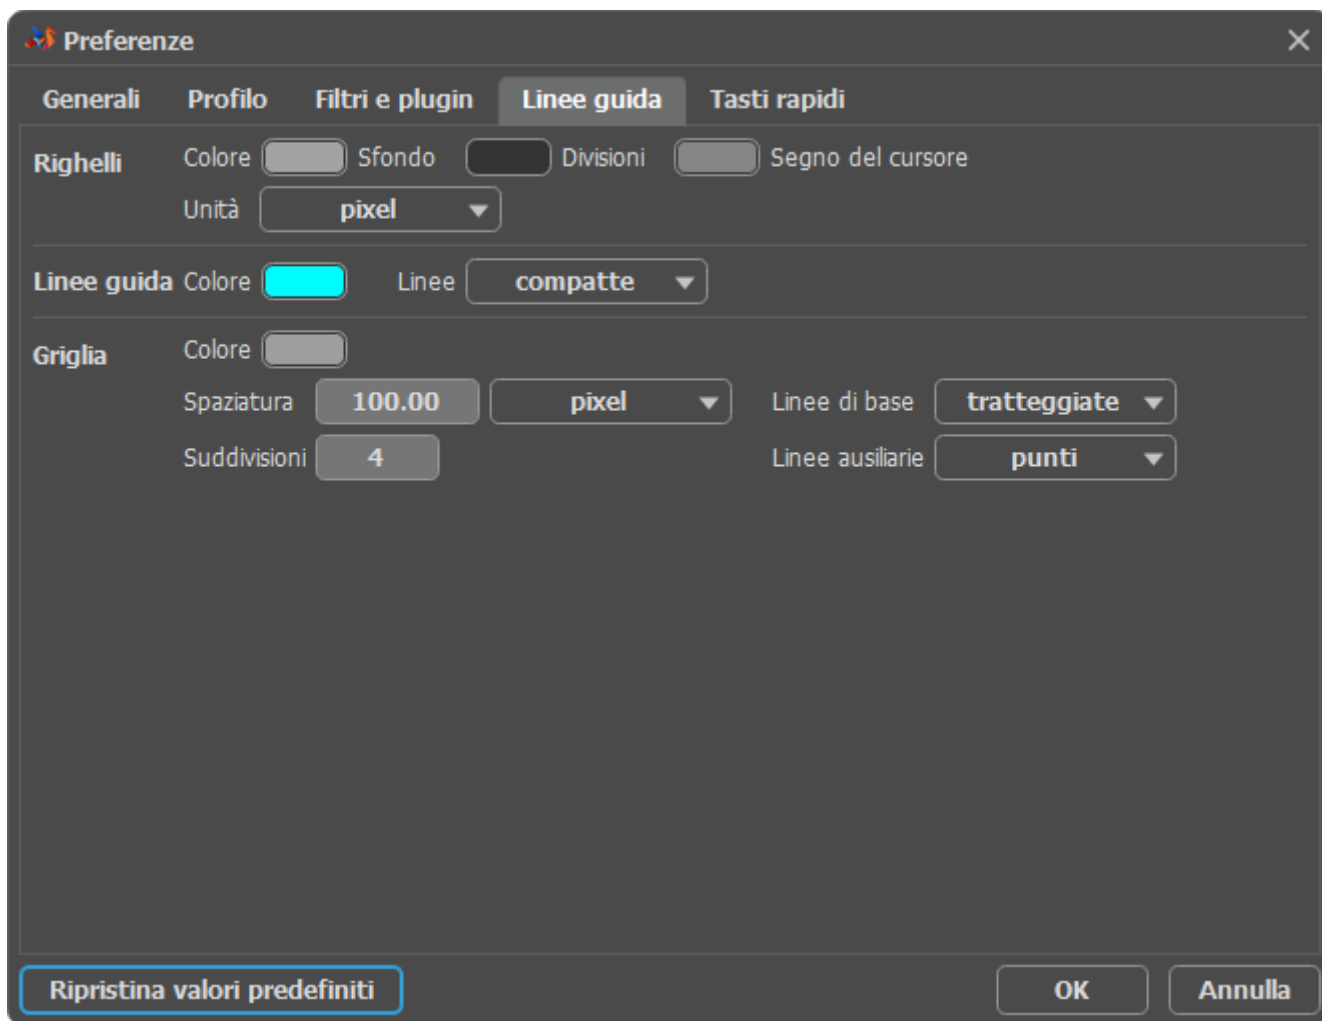 Preferenze
Generali Profilo Filtri e plugin Linee guida Tasti rapidi
Righelli Colore Sfondo Divisioni Segno del cursore
Unità pixel
Linee guida Colore Linee compatte
Griglia Colore
Spaziatura 100.00 pixel Linee di base tratteggiate
Suddivisioni 4 Linee ausiliarie punti
Ripristina valori predefiniti OK Annulla